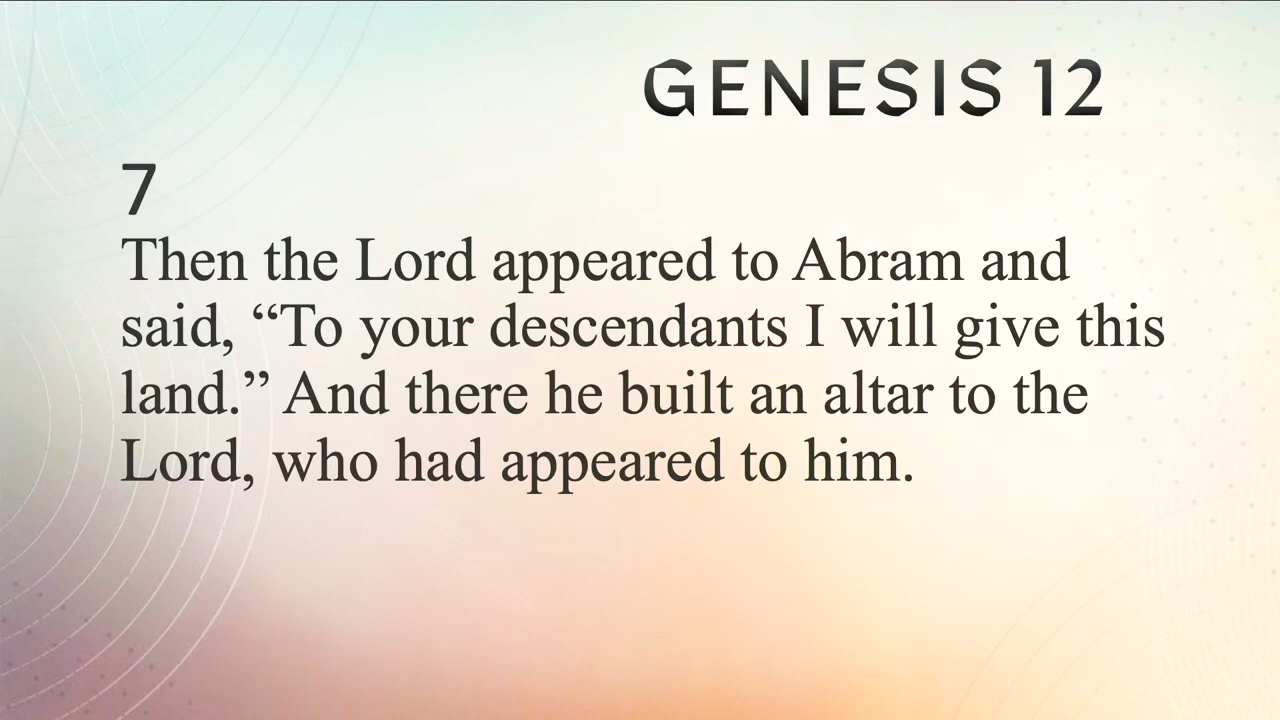 GENESIS 12
7
Then the Lord appeared to Abram and
said, “To your descendants I will give this
land.” And there he built an altar to the
Lord, who had appeared to him.